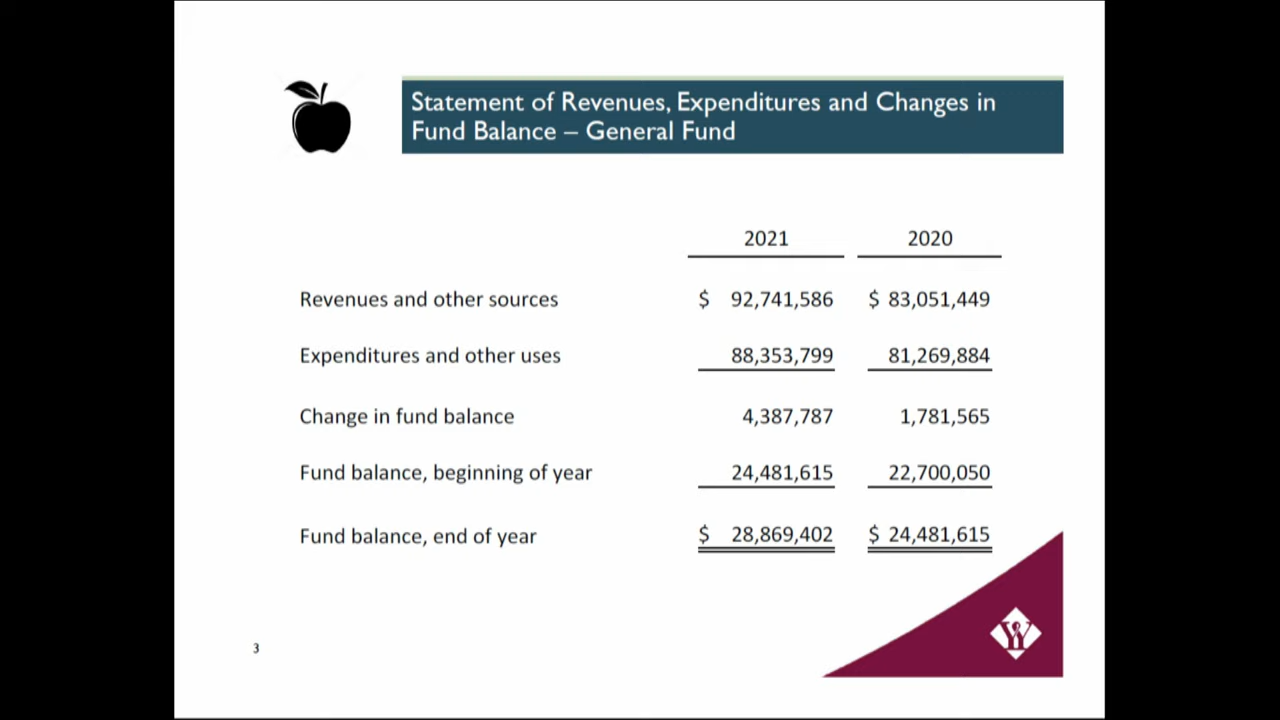 Statement of Revenues, Expenditures and Changes in
Fund Balance – General Fund
2021 2020
Revenues and other sources $ 92,741,586 $ 83,051,449
Expenditures and other uses 88,353,799 81,269,884
Change in fund balance 4,387,787 1,781,565
Fund balance, beginning of year 24,481,615 22,700,050
Fund balance, end of year $ 28,869,402 $ 24,481,615
3